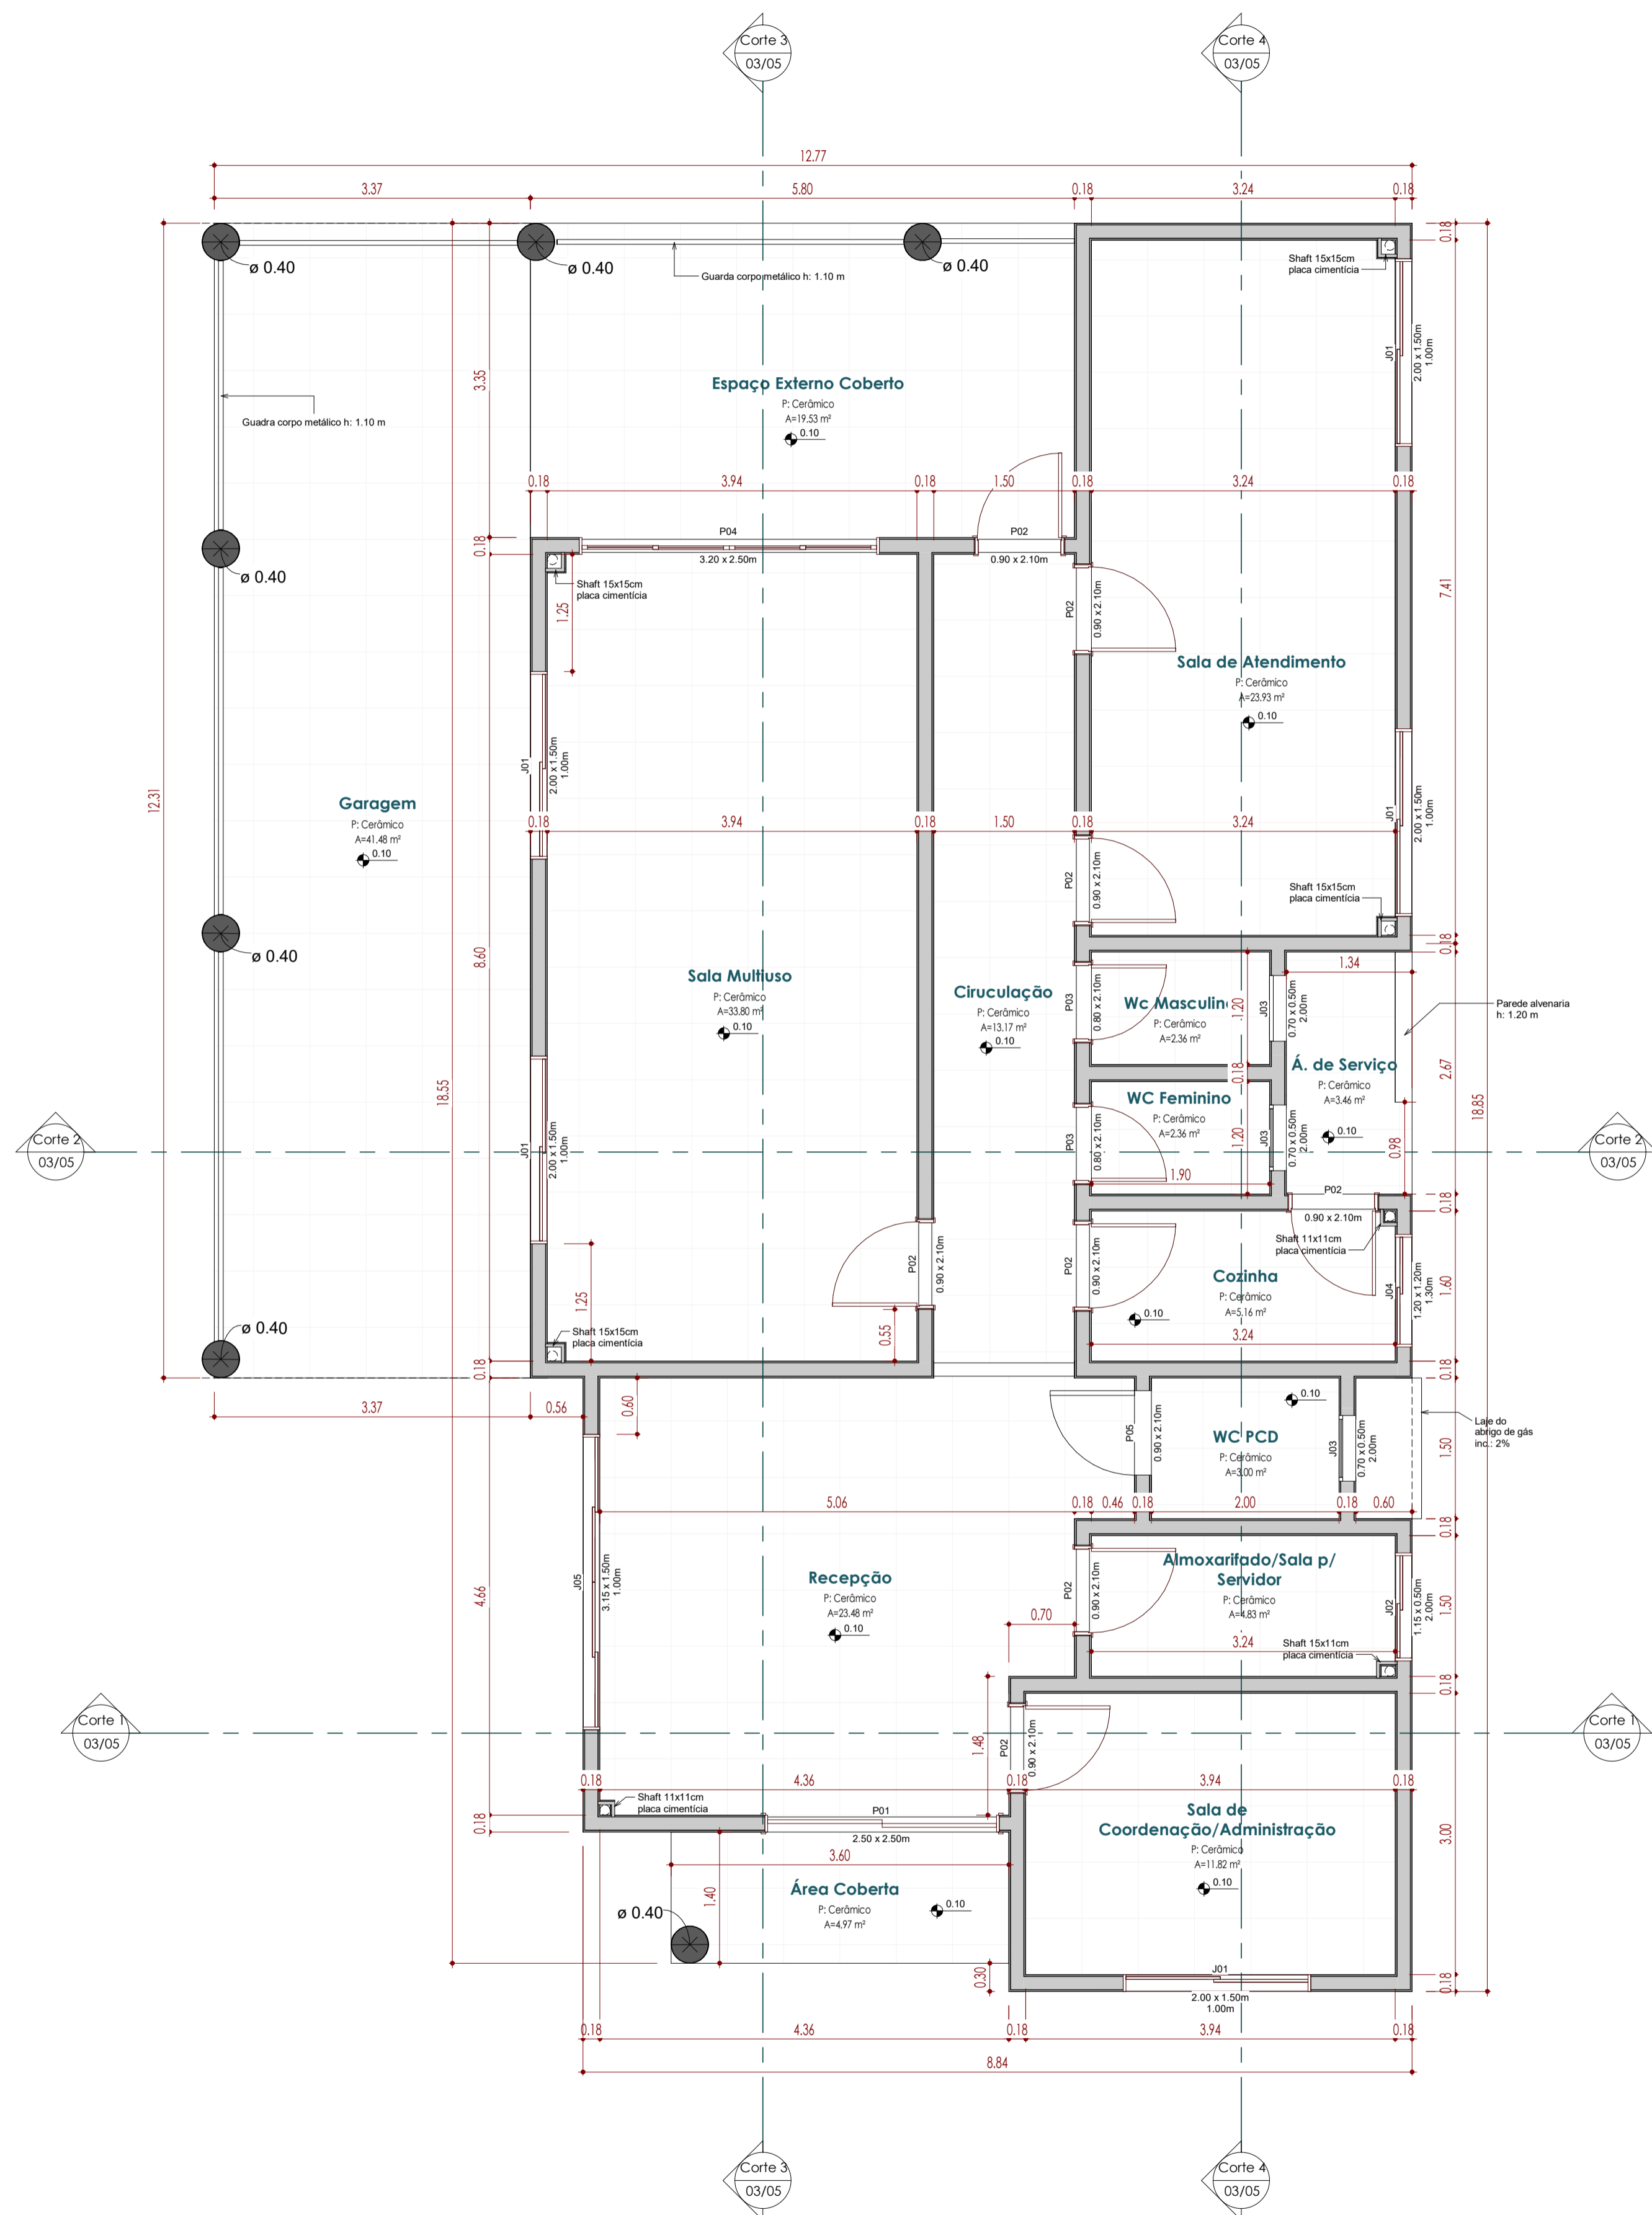 Corte 3
03/05
Corte 4
03/05
12.77
3.37
5.80
0.18
3.24
0.18
ø 0.40
ø 0.40
ø 0.40
Guarda corpo metálico h: 1.10 m
Shaft 15x15cm
placa cimentícia
0.18
J01
2.00 x 1.50m
1.00m
3.35
Espaço Externo Coberto
P: Cerâmico
A=19.53 m²
0.10
Guadra corpo metálico h: 1.10 m
0.18
3.94
0.18
1.50
0.18
3.24
0.18
P04
3.20 x 2.50m
P02
0.90 x 2.10m
0.18
ø 0.40
Shaft 15x15cm
placa cimentícia
1.25
P02
0.90 x 2.10m
7.41
Sala de Atendimento
P: Cerâmico
A=23.93 m²
0.10
J01
2.00 x 1.50m
1.00m
12.31
Garagem
P: Cerâmico
A=41.48 m²
0.10
0.18
3.94
0.18
1.50
0.18
3.24
J01
2.00 x 1.50m
1.00m
P02
0.90 x 2.10m
Shaft 15x15cm
placa cimentícia
0.18
ø 0.40
8.60
Sala Multiuso
P: Cerâmico
A=33.80 m²
0.10
Ciruculação
P: Cerâmico
A=13.17 m²
0.10
P03
0.80 x 2.10m
Wc Masculin
P: Cerâmico
A=2.36 m²
1.20
J03
0.70 x 0.50m
2.00m
1.34
Parede alvenaria
h: 1.20 m
0.18
Á. de Serviço
P: Cerâmico
A=3.46 m²
0.10
2.67
18.85
18.55
WC Feminino
P: Cerâmico
A=2.36 m²
1.20
J03
0.70 x 0.50m
2.00m
0.98
P03
0.80 x 2.10m
1.90
Corte 2
03/05
J01
2.00 x 1.50m
1.00m
Corte 2
03/05
P02
0.90 x 2.10m
0.18
Shaft 11x11cm
placa cimentícia
P02
0.90 x 2.10m
P02
0.90 x 2.10m
Cozinha
P: Cerâmico
A=5.16 m²
0.10
3.24
J04
1.20 x 1.20m
1.30m
1.60
1.25
0.55
ø 0.40
Shaft 15x15cm
placa cimentícia
0.18
0.18
3.37
0.56
0.60
P05
0.90 x 2.10m
0.10
WC PCD
P: Cerâmico
A=3.00 m²
J03
0.70 x 0.50m
2.00m
1.50
Laje do
abrigo de gás
inc.: 2%
5.06
0.18
0.46
0.18
2.00
0.18
0.60
0.18
4.66
J05
3.15 x 1.50m
1.00m
Recepção
P: Cerâmico
A=23.48 m²
0.10
P02
0.90 x 2.10m
Almoxarifado/Sala p/
Servidor
P: Cerâmico
A=4.83 m²
3.24
Shaft 15x11cm
placa cimentícia
J02
1.15 x 0.50m
2.00m
1.50
0.70
0.18
Corte 1
03/05
1.48
P02
0.90 x 2.10m
Corte 1
03/05
0.18
4.36
0.18
3.94
0.18
Shaft 11x11cm
placa cimentícia
0.18
P01
2.50 x 2.50m
Sala de
Coordenação/Administração
P: Cerâmico
A=11.82 m²
0.10
3.00
3.60
1.40
Área Coberta
P: Cerâmico
A=4.97 m²
0.10
ø 0.40
0.30
J01
2.00 x 1.50m
1.00m
0.18
0.18
4.36
0.18
3.94
0.18
8.84
Corte 3
03/05
Corte 4
03/05